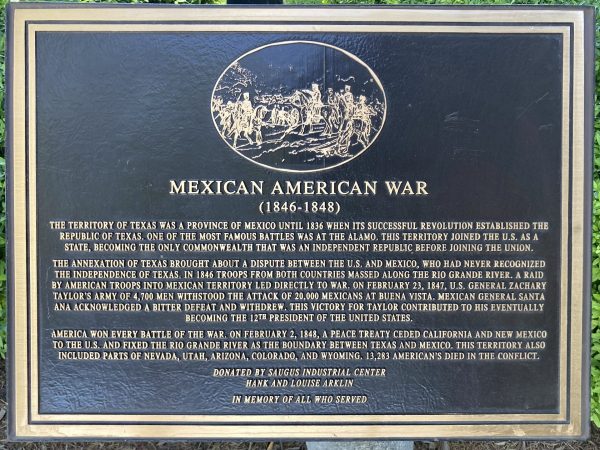 MEXICAN AMERICAN WAR
(1846-1848)
THE TERRITORY OF TEXAS WAS A PROVINCE OF MEXICO UNTIL 1836 WHEN ITS SUCCESSFUL REVOLUTION ESTABLISHED THE
REPUBLIC OF TEXAS. ONE OF THE MOST FAMOUS BATTLES WAS AT THE ALAMO. THIS TERRITORY JOINED THE U.S. AS A
STATE, BECOMING THE ONLY COMMONWEALTH THAT WAS AN INDEPENDENT REPUBLIC BEFORE JOINING THE UNION.
THE ANNEXATION OF TEXAS BROUGHT ABOUT A DISPUTE BETWEEN THE U.S. AND MEXICO, WHO HAD NEVER RECOGNIZED
THE INDEPENDENCE OF TEXAS. IN 1846 TROOPS FROM BOTH COUNTRIES MASSED ALONG THE RIO GRANDE RIVER. A RAID
BY AMERICAN TROOPS INTO MEXICAN TERRITORY LED DIRECTLY TO WAR. ON FEBRUARY 23, 1847, U.S. GENERAL ZACHARY
TAYLOR'S ARMY OF 4,700 MEN WITHSTOOD THE ATTACK OF 20,000 MEXICANS AT BUENA VISTA. MEXICAN GENERAL SANTA
ANA ACKNOWLEDGED A BITTER DEFEAT AND WITHDREW. THIS VICTORY FOR TAYLOR CONTRIBUTED TO HIS EVENTUALLY
BECOMING THE 12TH PRESIDENT OF THE UNITED STATES.
AMERICA WON EVERY BATTLE OF THE WAR. ON FEBRUARY 2, 1848, A PEACE TREATY CEDED CALIFORNIA AND NEW MEXICO
TO THE U.S. AND FIXED THE RIO GRANDE RIVER AS THE BOUNDARY BETWEEN TEXAS AND MEXICO. THIS TERRITORY ALSO
INCLUDED PARTS OF NEVADA, UTAH, ARIZONA, COLORADO, AND WYOMING. 13,283 AMERICAN'S DIED IN THE CONFLICT.
DONATED BY SAUGUS INDUSTRIAL CENTER
HANK AND LOUISE ARKLIN
IN MEMORY OF ALL WHO SERVED